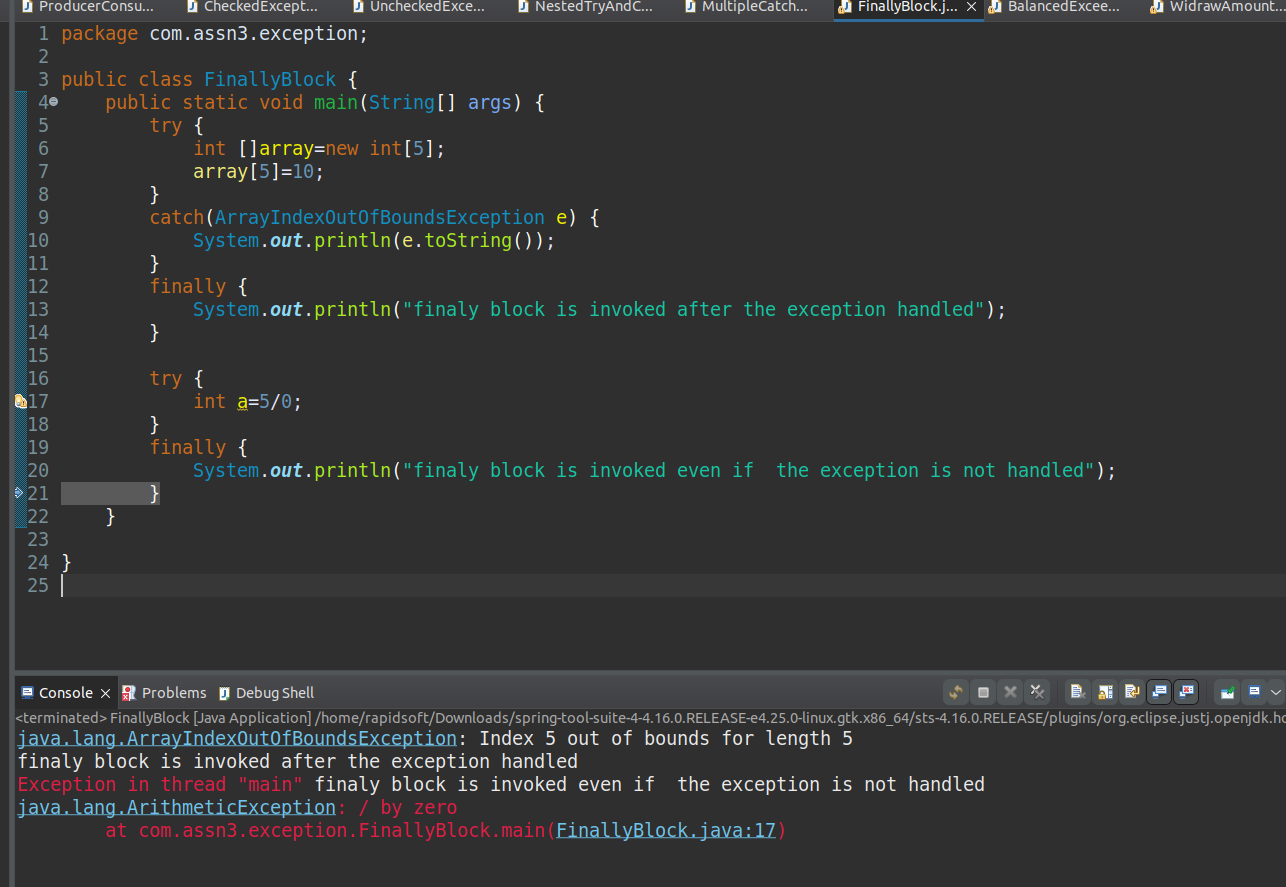 ProducerConsu... CheckedExcept... UncheckedExce... NestedTryAndC... MultipleCatch... FinallyBlock.j... BalancedExcee... WidrawAmount...
1 package com.assn3.exception;
2
3 public class FinallyBlock {
4 public static void main(String[] args) {
5 try {
6 int []array=new int[5];
7 array[5]=10;
8 }
9 catch(ArrayIndexOutOfBoundsException e) {
10 System.out.println(e.toString());
11 }
12 finally {
13 System.out.println("finaly block is invoked after the exception handled");
14 }
15
16 try {
17 int a=5/0;
18 }
19 finally {
20 System.out.println("finaly block is invoked even if  the exception is not handled");
21 }
22 }
23
24 }
25
Console Problems Debug Shell
<terminated> FinallyBlock [Java Application] /home/rapidsoft/Downloads/spring-tool-suite-4-4.16.0.RELEASE-e4.25.0-linux.gtk.x86_64/sts-4.16.0.RELEASE/plugins/org.eclipse.justj.openjdk.ho
java.lang.ArrayIndexOutOfBoundsException: Index 5 out of bounds for length 5
finaly block is invoked after the exception handled
Exception in thread "main" finaly block is invoked even if  the exception is not handled
java.lang.ArithmeticException: / by zero
at com.assn3.exception.FinallyBlock.main(FinallyBlock.java:17)